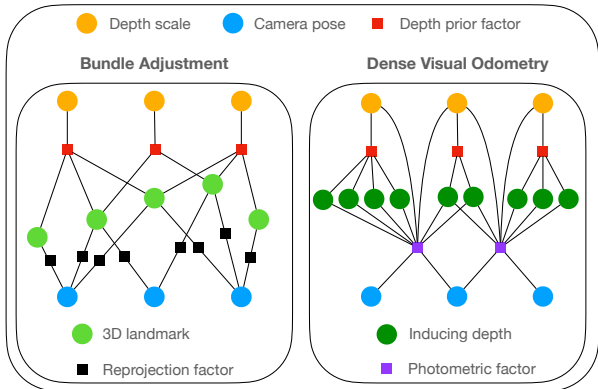 Depth scale Camera pose Depth prior factor
Bundle Adjustment Dense Visual Odometry
3D landmark Inducing depth
Reprojection factor Photometric factor